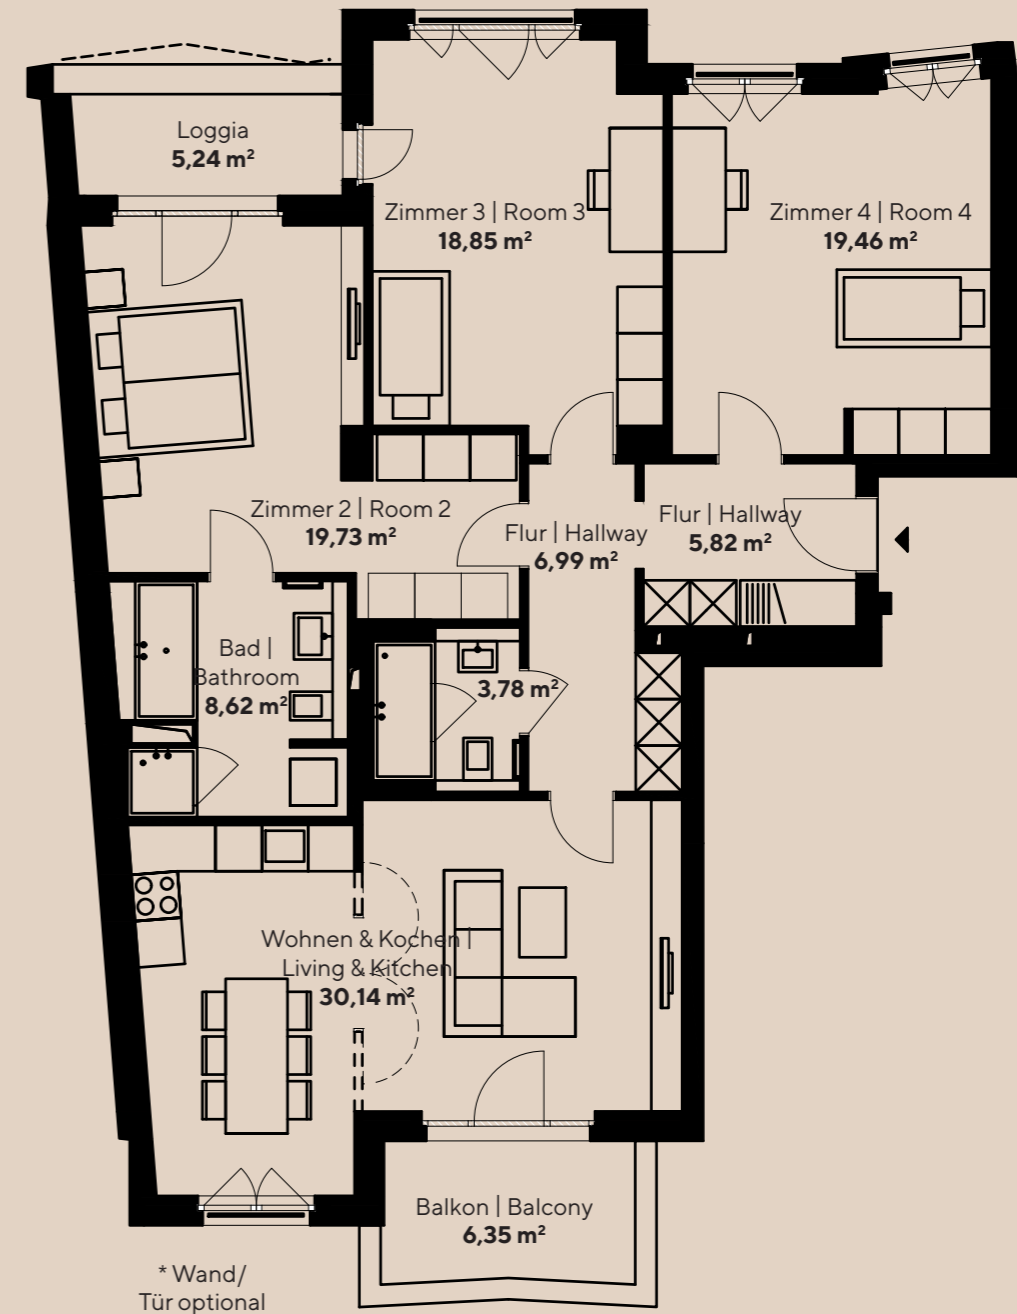 Loggia
5,24 m²
Zimmer 3 | Room 3
18,85 m²
Zimmer 4 | Room 4
19,46 m²
Zimmer 2 | Room 2
19,73 m²
Flur | Hallway
6,99 m²
Flur | Hallway
5,82 m²
Bad |
Bathroom
8,62 m²
3,78 m²
Wohnen & Kochen |
Living & Kitchen
30,14 m²
Balkon | Balcony
6,35 m²
* Wand/
Tür optional